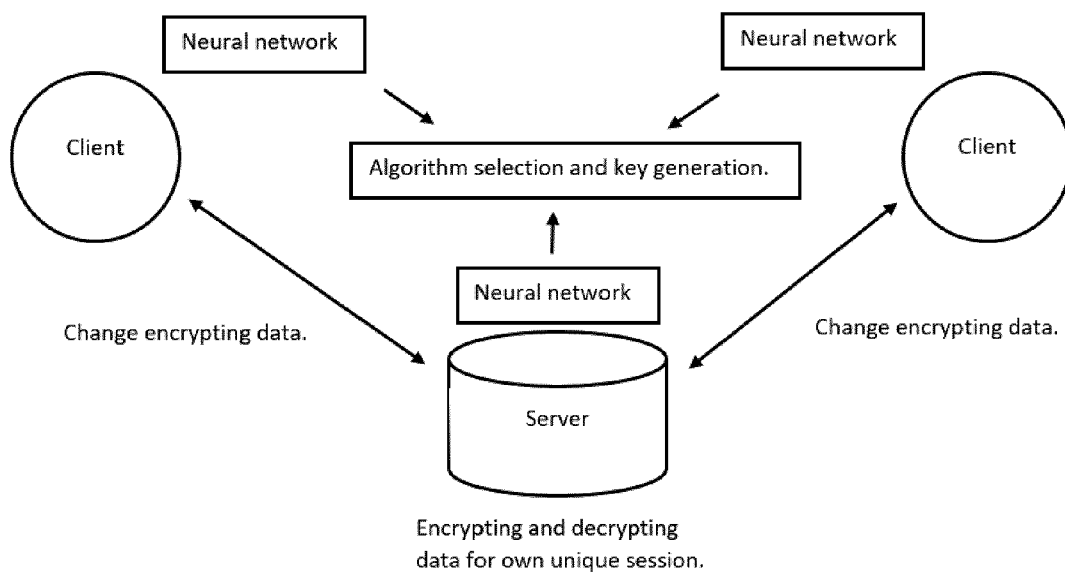 Neural network
Neural network
Client
Client
Algorithm selection and key generation.
Neural network
Change encrypting data.
Change encrypting data.
Server
Encrypting and decrypting
data for own unique session.